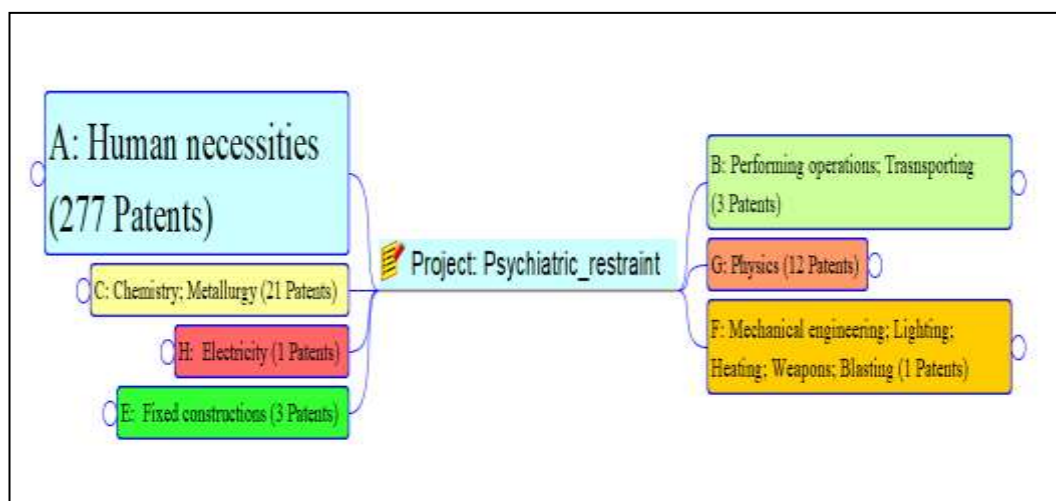 A: Human necessities
(277 Patents)
C: Chemistry; Metallurgy (21 Patents)
H: Electricity (1 Patents)
E: Fixed constructions (3 Patents)
Project: Psychiatric_restraint
B: Performing operations; Trasnsporting
(3 Patents)
G: Physics (12 Patents)
F: Mechanical engineering; Lighting;
Heating; Weapons; Blasting (1 Patents)